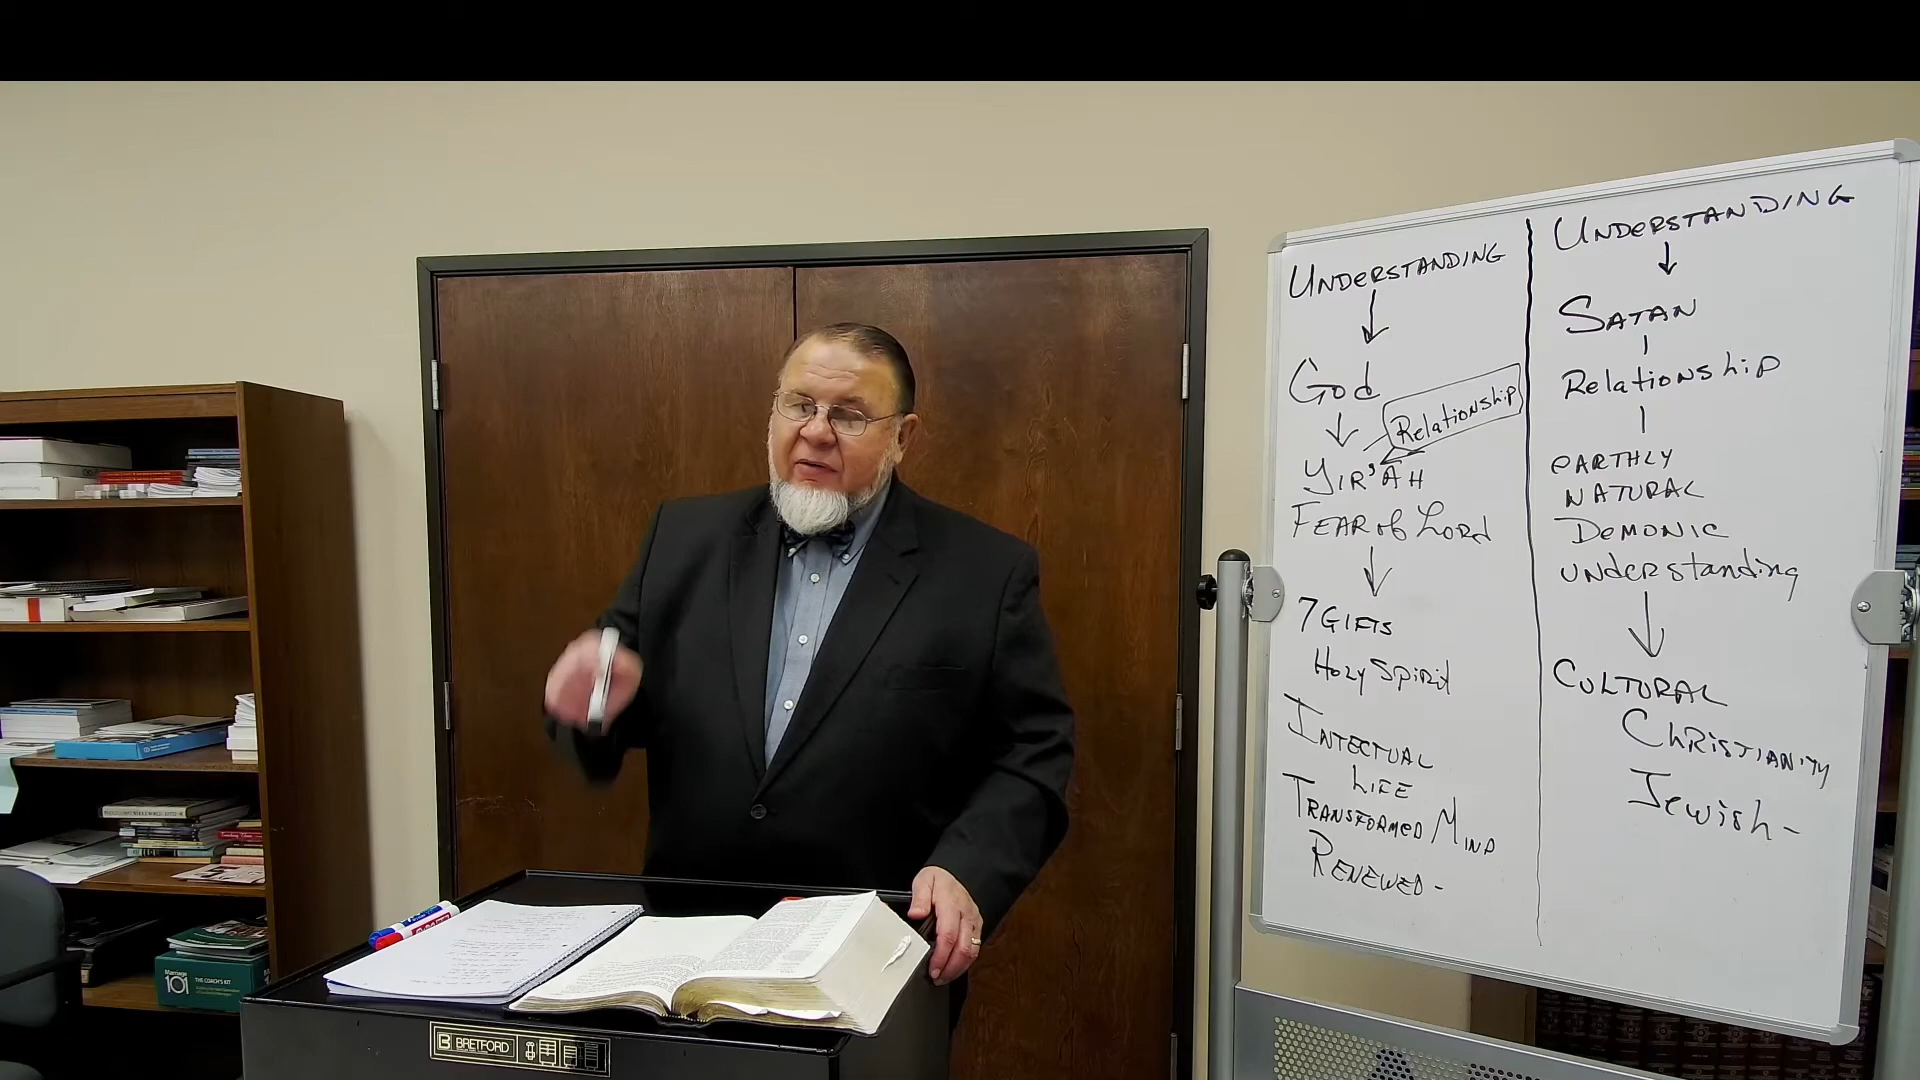 UNDERSTANDING
God
Relationship
YIR'AH
FEAR of Lord
7 GIFTS
Holy Spirit
INTECTUAL
LIFE
TRANSFORMED MIND
RENEWED -
UNDERSTANDING
SATAN
Relationship
EARTHLY
NATURAL
DEMONIC
UNDERSTANDING
CULTURAL
CHRISTIANITY
Jewish -
Marriage
101
THE COACH'S KIT
BRETFORD